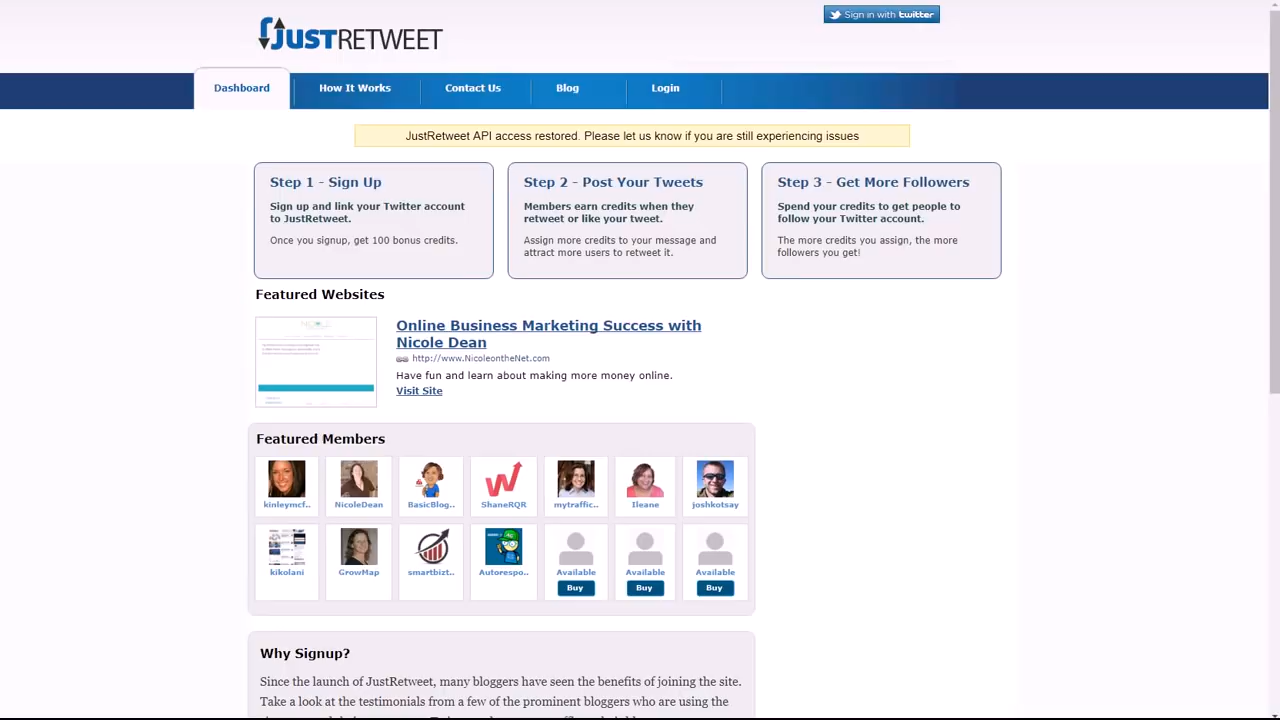 Sign in with twitter
JUSTRETWEET
Dashboard How It Works Contact Us Blog Login
JustRetweet API access restored. Please let us know if you are still experiencing issues
Step 1 - Sign Up
Sign up and link your Twitter account
to JustRetweet.
Once you signup, get 100 bonus credits.
Step 2 - Post Your Tweets
Members earn credits when they
retweet or like your tweet.
Assign more credits to your message and
attract more users to retweet it.
Step 3 - Get More Followers
Spend your credits to get people to
follow your Twitter account.
The more credits you assign, the more
followers you get!
Featured Websites
Online Business Marketing Success with
Nicole Dean
http://www.NicoleontheNet.com
Have fun and learn about making more money online.
Visit Site
Featured Members
kinleymcf.. NicoleDean BasicBlog.. ShaneRQR mytraffic.. Ileane joshkotsay
kikolani GrowMap smartbizt.. Autorespo.. Available Available Available
Buy Buy Buy
Why Signup?
Since the launch of JustRetweet, many bloggers have seen the benefits of joining the site.
Take a look at the testimonials from a few of the prominent bloggers who are using the